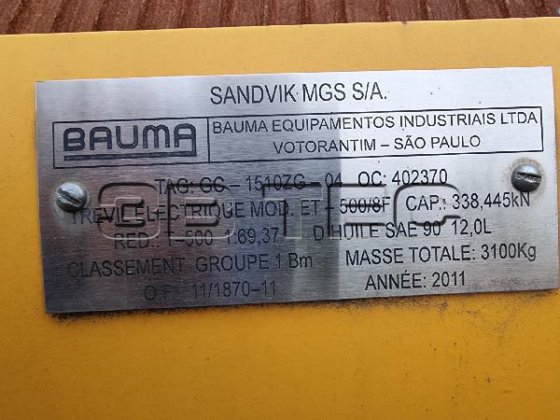 SANDVIK MGS S/A.
BAUMA
BAUMA EQUIPAMENTOS INDUSTRIAIS LTDA
VOTORANTIM – SÃO PAULO
TAG: GC – 1510ZG – 04 OC: 402370
TREVIL ELECTRIQUE MOD. ET – 500/8F CAP.: 338,445kN
RED.: T–500 1:69,37 D'HUILE SAE 90 12,0L
CLASSEMENT GROUPE 1 Bm MASSE TOTALE: 3100Kg
O.F.: 11/1870–11 ANNÉE: 2011